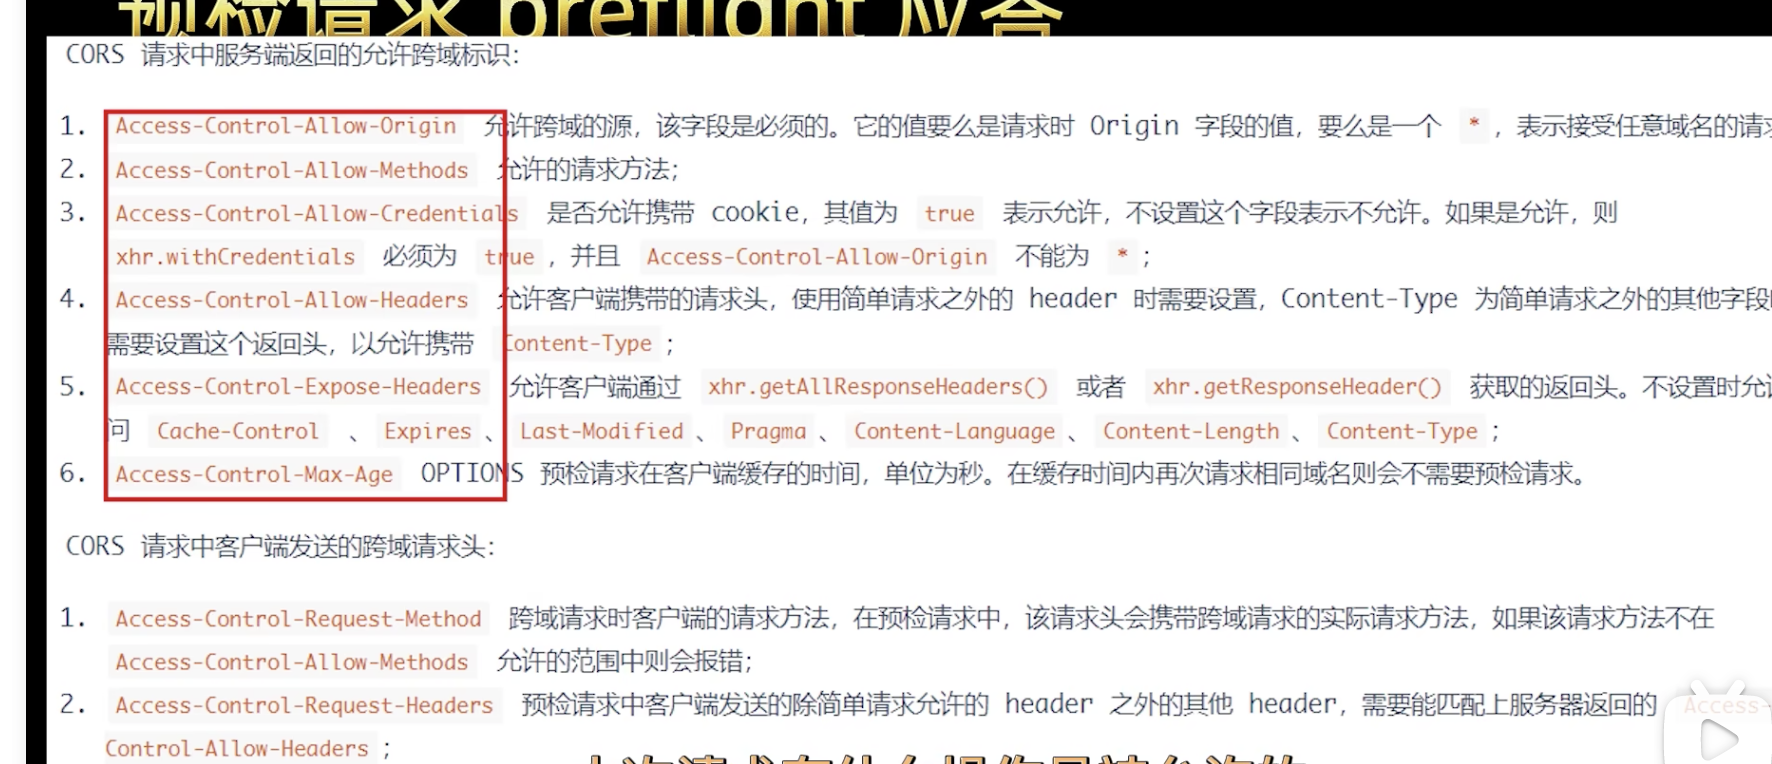 预检请求 preflight 应答
CORS 请求中服务端返回的允许跨域标识：
1. Access-Control-Allow-Origin 允许跨域的源，该字段是必须的。它的值要么是请求时 Origin 字段的值，要么是一个 * ，表示接受任意域名的请求
2. Access-Control-Allow-Methods 允许的请求方法；
3. Access-Control-Allow-Credentials 是否允许携带 cookie，其值为 true 表示允许，不设置这个字段表示不允许。如果是允许，则
xhr.withCredentials 必须为 true ，并且 Access-Control-Allow-Origin 不能为 * ；
4. Access-Control-Allow-Headers 允许客户端携带的请求头，使用简单请求之外的 header 时需要设置，Content-Type 为简单请求之外的其他字段
需要设置这个返回头，以允许携带 Content-Type ；
5. Access-Control-Expose-Headers 允许客户端通过 xhr.getAllResponseHeaders() 或者 xhr.getResponseHeader() 获取的返回头。不设置时允许
问 Cache-Control 、 Expires 、 Last-Modified 、 Pragma 、 Content-Language 、 Content-Length 、 Content-Type ；
6. Access-Control-Max-Age OPTIONS 预检请求在客户端缓存的时间，单位为秒。在缓存时间内再次请求相同域名则会不需要预检请求。
CORS 请求中客户端发送的跨域请求头：
1. Access-Control-Request-Method 跨域请求时客户端的请求方法，在预检请求中，该请求头会携带跨域请求的实际请求方法，如果该请求方法不在
Access-Control-Allow-Methods 允许的范围中则会报错；
2. Access-Control-Request-Headers 预检请求中客户端发送的除简单请求允许的 header 之外的其他 header，需要能匹配上服务器返回的 Access-
Control-Allow-Headers ；